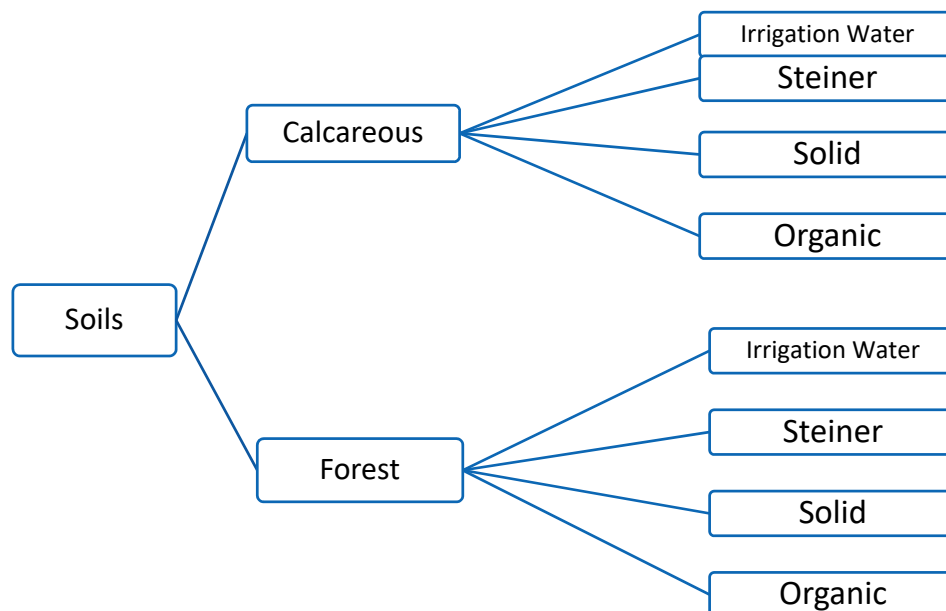 Irrigation Water
Steiner
Calcareous
Solid
Organic
Soils
Irrigation Water
Steiner
Forest
Solid
Organic